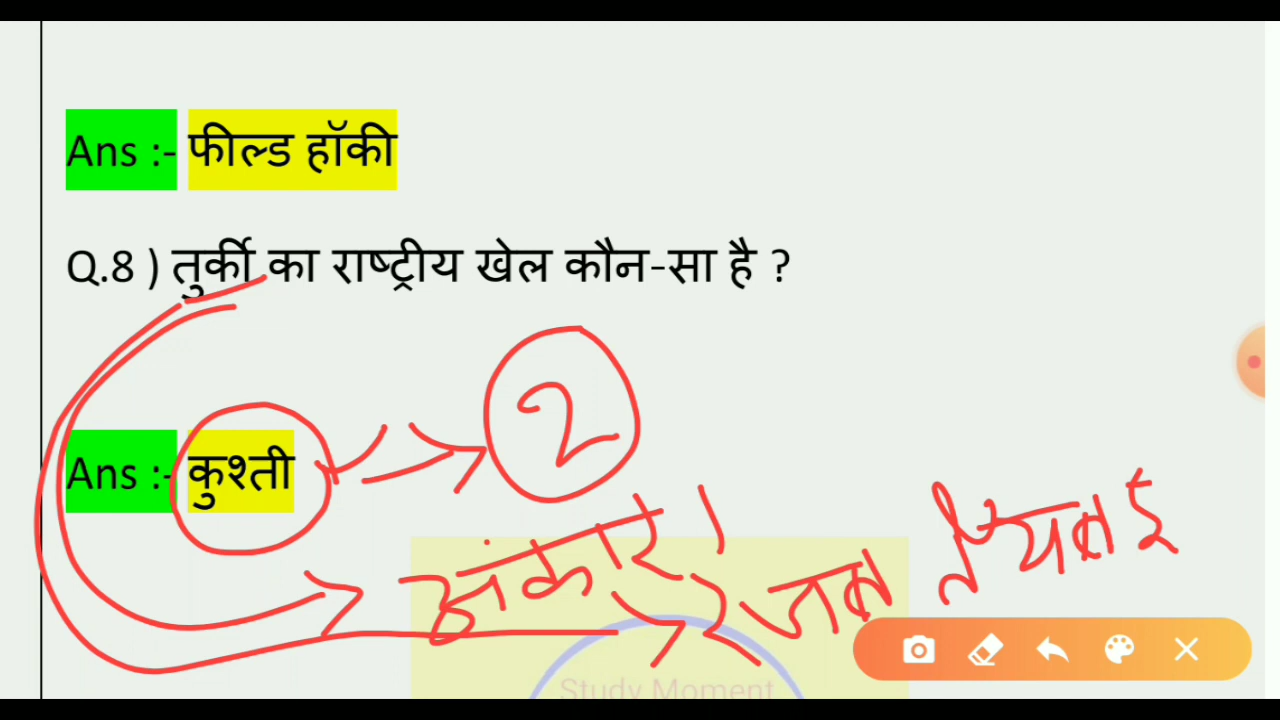 Ans :- फील्ड हॉकी
Q.8 ) तुर्की का राष्ट्रीय खेल कौन-सा है ?
Ans :- कुश्ती
2
अंकारा
Study Moment